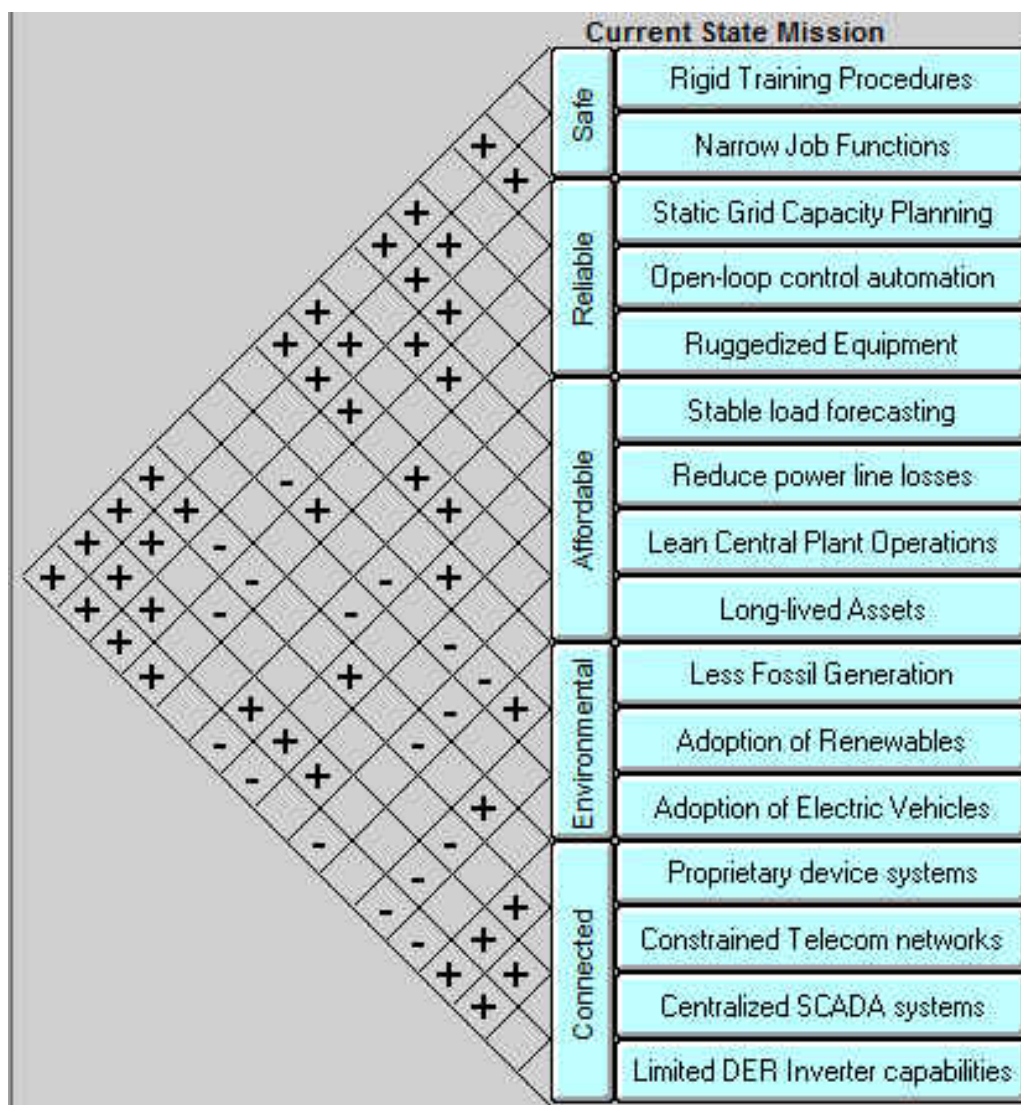 Current State Mission
Safe
Rigid Training Procedures
Narrow Job Functions
Reliable
Static Grid Capacity Planning
Open-loop control automation
Ruggedized Equipment
Affordable
Stable load forecasting
Reduce power line losses
Lean Central Plant Operations
Long-lived Assets
Environmental
Less Fossil Generation
Adoption of Renewables
Adoption of Electric Vehicles
Connected
Proprietary device systems
Constrained Telecom networks
Centralized SCADA systems
Limited DER Inverter capabilities